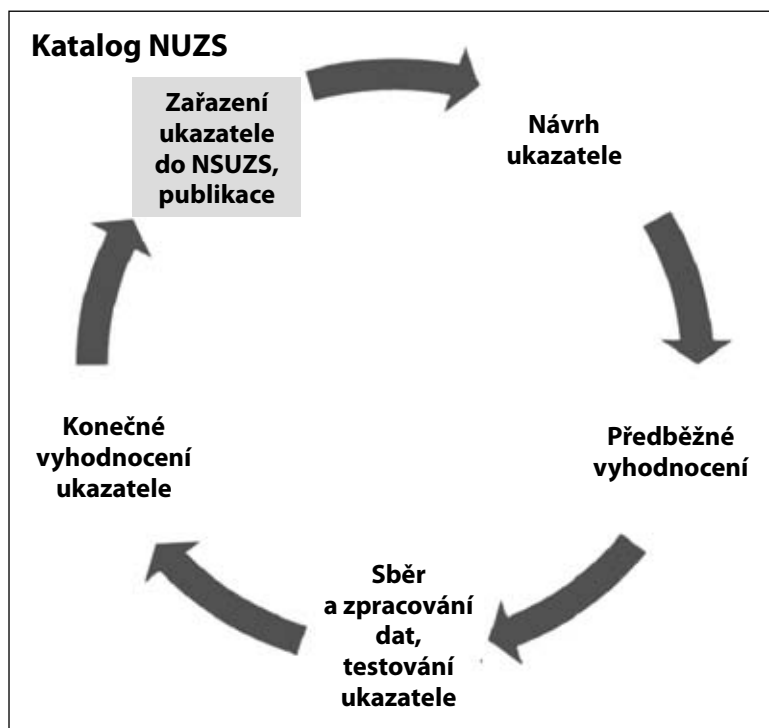 Katalog NUZS
Zařazení
ukazatele
do NSUZS,
publikace
Návrh
ukazatele
Předběžné
vyhodnocení
Sběr
a zpracování
dat,
testování
ukazatele
Konečné
vyhodnocení
ukazatele